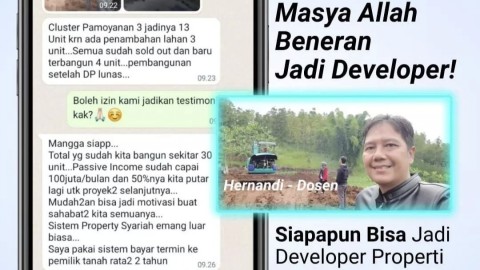 09.22
Cluster Pamoyanan 3 jadinya 13
Unit krn ada penambahan lahan 3
unit...Semua sudah sold out dan baru
terbangun 4 unit...pembangunan
setelah DP lunas...
09.23
Boleh izin kami jadikan testimon
kak?🙏🏻☺️
Mangga siapp...
Total yg sudah kita bangun sekitar 30
unit...Passive Income sudah capai
100juta/bulan dan 50%nya kita putar
lagi utk proyek2 selanjutnya...
Mudah2an bisa jadi motivasi buat
sahabat2 kita semuanya...
Sistem Property Syariah emang luar
biasa...
Saya pakai sistem bayar termin ke
pemilik tanah rata2 2 tahun
09.26
Masya Allah
Beneran
Jadi Developer!
Hernandi - Dosen
Siapapun Bisa Jadi
Developer Properti